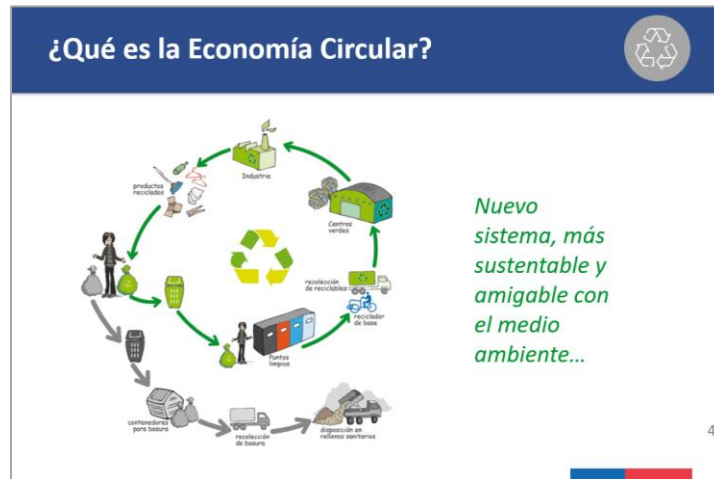 ¿Qué es la Economía Circular?
Industria
productos
reciclados
Centros
verdes
Nuevo
sistema, más
sustentable y
amigable con
el medio
ambiente...
recolección
de reciclables
reciclador
de base
Puntos
limpios
contenedores
para basura
recolección
de basura
disposición en
rellenos sanitarios
4